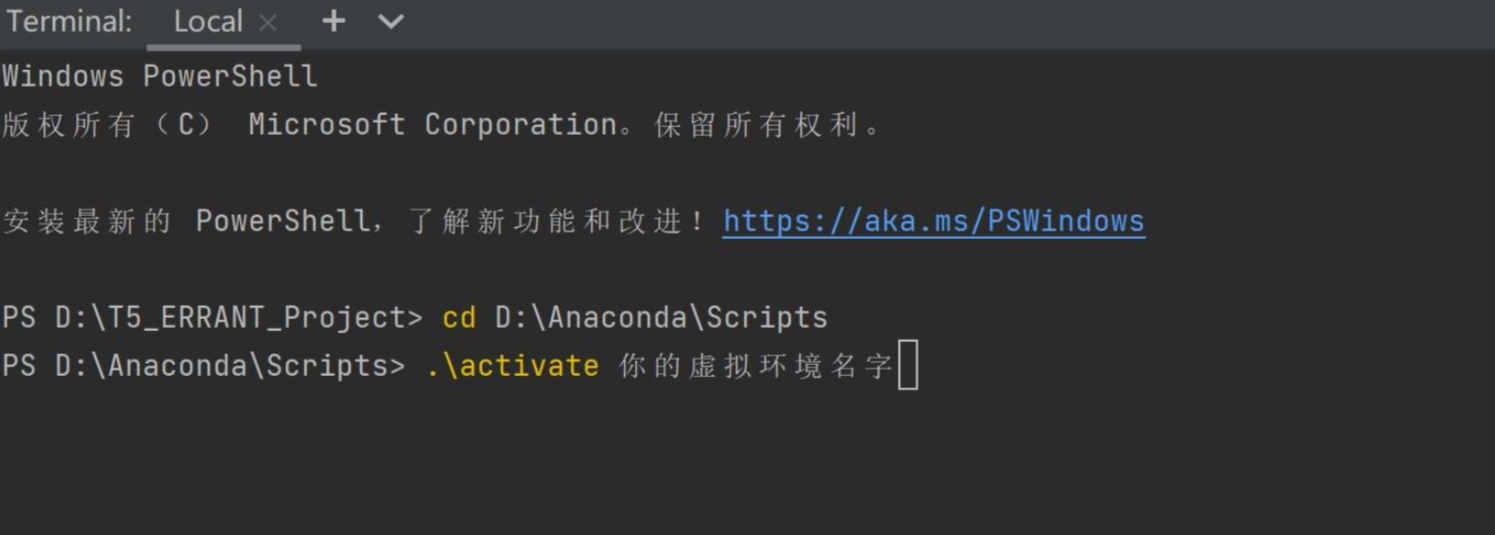 Terminal: Local × +
Windows PowerShell
版权所有（C） Microsoft Corporation。保留所有权利。
安装最新的 PowerShell，了解新功能和改进！https://aka.ms/PSWindows
PS D:\T5_ERRANT_Project> cd D:\Anaconda\Scripts
PS D:\Anaconda\Scripts> .\activate 你的虚拟环境名字